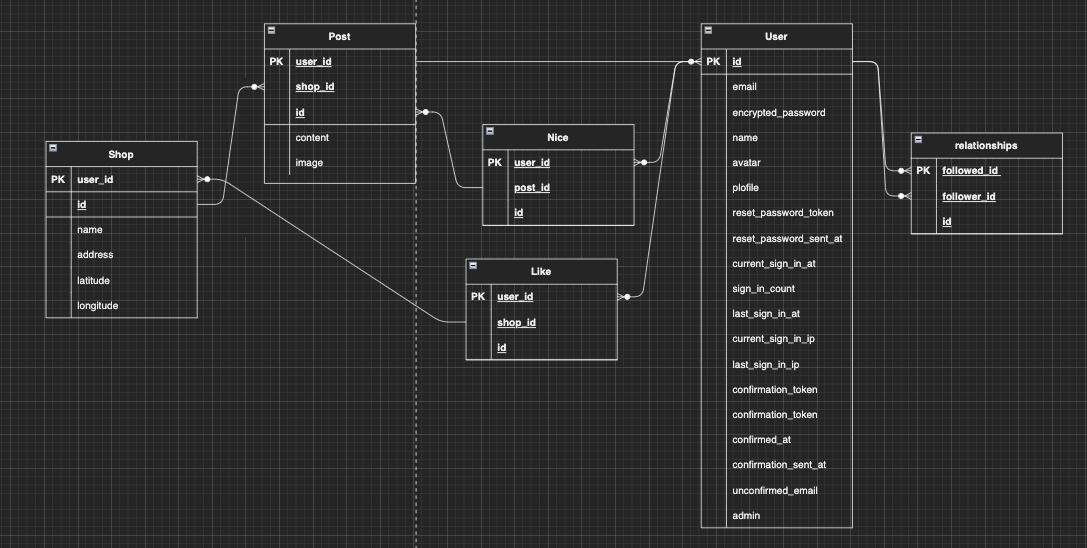 Post
PK user_id
shop_id
id
content
image
User
PK id
email
encrypted_password
name
avatar
plofile
reset_password_token
reset_password_sent_at
current_sign_in_at
sign_in_count
last_sign_in_at
current_sign_in_ip
last_sign_in_ip
confirmation_token
confirmation_token
confirmed_at
confirmation_sent_at
unconfirmed_email
admin
Nice
PK user_id
post_id
id
relationships
PK followed_id
follower_id
id
Shop
PK user_id
id
name
address
latitude
longitude
Like
PK user_id
shop_id
id